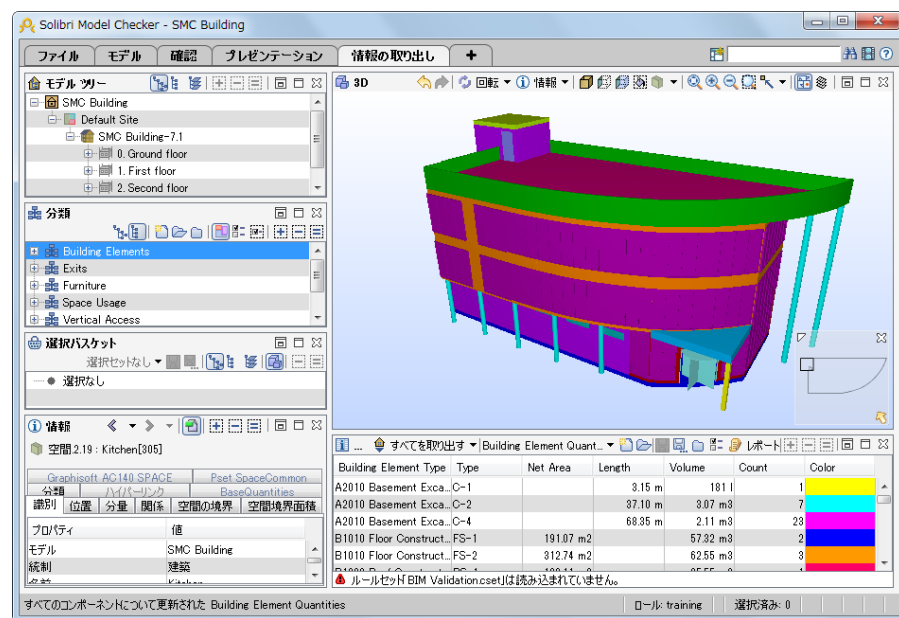 Solibri Model Checker - SMC Building
ファイル モデル 確認 プレゼンテーション 情報の取り出し +
モデル ツリー
SMC Building
Default Site
SMC Building-7.1
0. Ground floor
1. First floor
2. Second floor
分類
Building Elements
Exits
Furniture
Space Usage
Vertical Access
選択バスケット
選択セットなし
選択なし
情報
空間2.19 : Kitchen[305]
Graphisoft AC140 SPACE Pset SpaceCommon
分類 ハイパーリンク BaseQuantities
識別 位置 分量 関係 空間の境界 空間境界面積
プロパティ 値
モデル SMC Building
統制 建築
名前 Kitchen
3D 回転 情報
... すべてを取り出す Building Element Quant... レポート
Building Element Type Type Net Area Length Volume Count Color
A2010 Basement Exca... C-1 3.15 m 181 l 1
A2010 Basement Exca... C-2 37.10 m 3.07 m3 7
A2010 Basement Exca... C-4 68.35 m 2.11 m3 23
B1010 Floor Construct... FS-1 191.07 m2 57.32 m3 2
B1010 Floor Construct... FS-2 312.74 m2 62.55 m3 3
ルールセット「BIM Validation.cset」は読み込まれていません。
すべてのコンポーネントについて更新された Building Element Quantities ロール: training 選択済み: 0